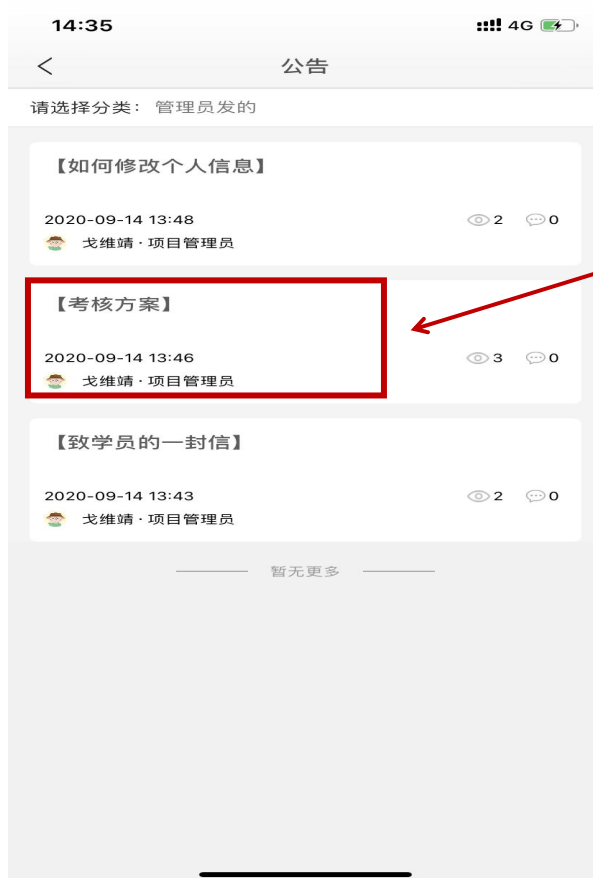 14:35 4G
公告
请选择分类： 管理员发的
【如何修改个人信息】
2020-09-14 13:48 2 0
戈维靖·项目管理员
【考核方案】
2020-09-14 13:46 3 0
戈维靖·项目管理员
【致学员的一封信】
2020-09-14 13:43 2 0
戈维靖·项目管理员
暂无更多